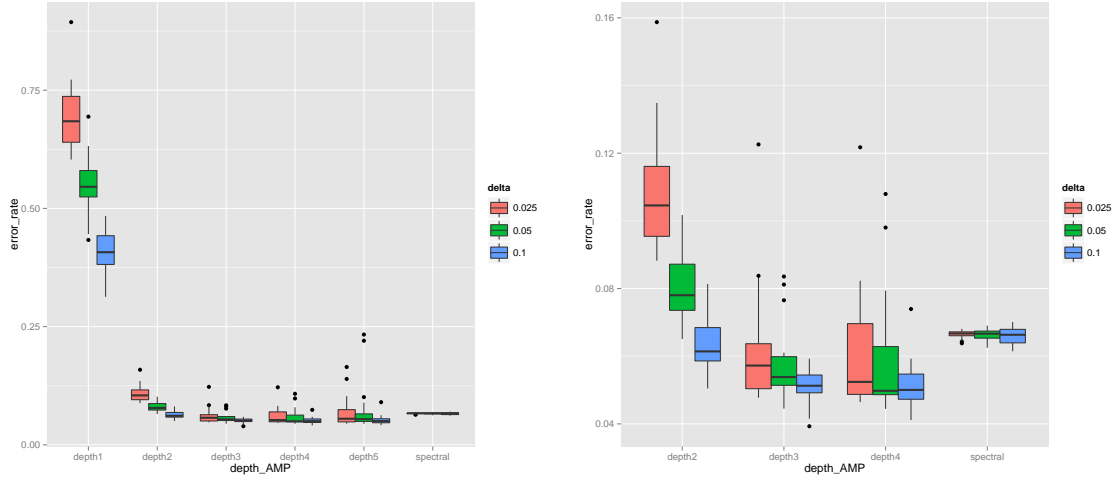 0.75
0.50
0.25
0.00
error_rate
depth1 depth2 depth3 depth4 depth5 spectral
depth_AMP
delta
0.025
0.05
0.1
0.16
0.12
0.08
0.04
error_rate
depth2 depth3 depth4 spectral
depth_AMP
delta
0.025
0.05
0.1